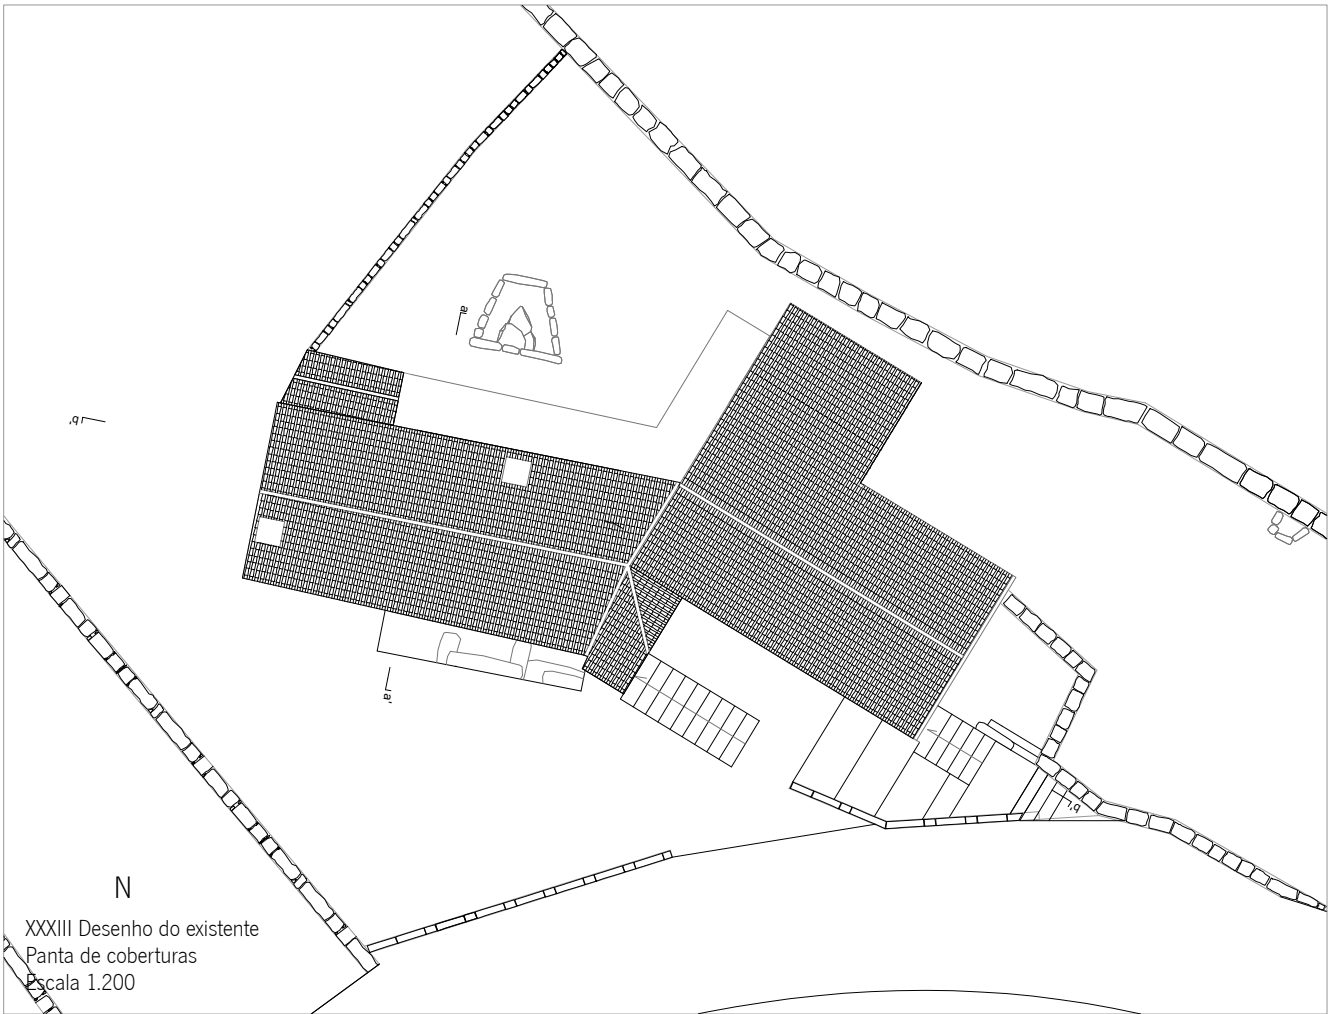 a
b'
a'
b'
N
XXXIII Desenho do existente
Panta de coberturas
Escala 1.200